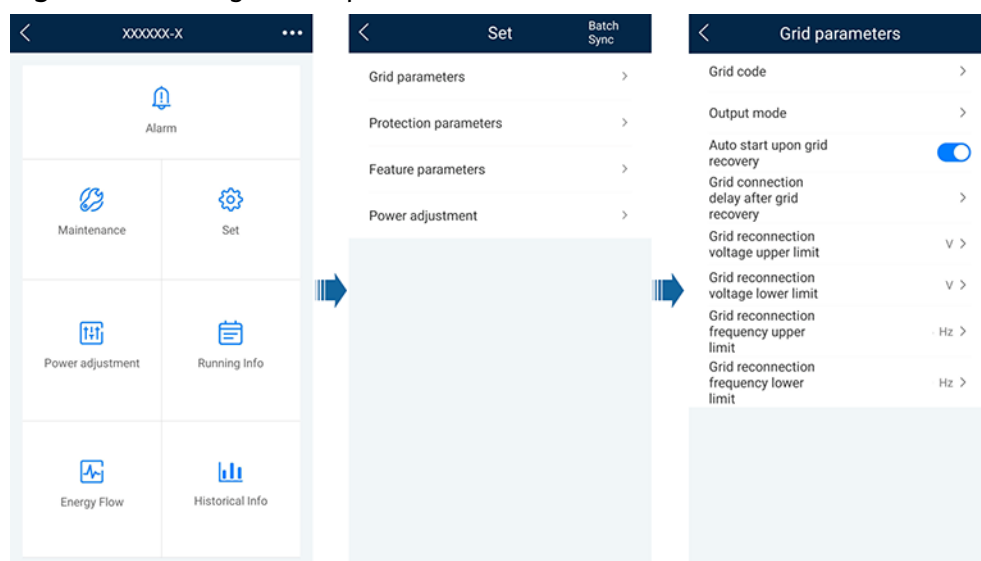 XXXXXX-X
Alarm
Maintenance
Set
Power adjustment
Running Info
Energy Flow
Historical Info
Set
Batch
Sync
Grid parameters
Protection parameters
Feature parameters
Power adjustment
Grid parameters
Grid code
Output mode
Auto start upon grid
recovery
Grid connection
delay after grid
recovery
Grid reconnection
voltage upper limit
V
Grid reconnection
voltage lower limit
V
Grid reconnection
frequency upper
limit
Hz
Grid reconnection
frequency lower
limit
Hz